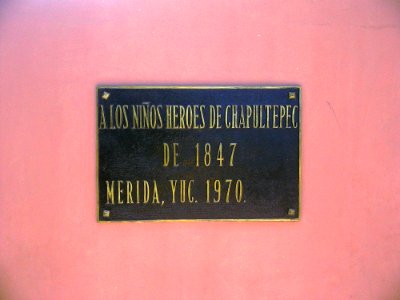 A LOS NIÑOS HEROES DE CHAPULTEPEC
DE 1847
MERIDA, YUC. 1970.